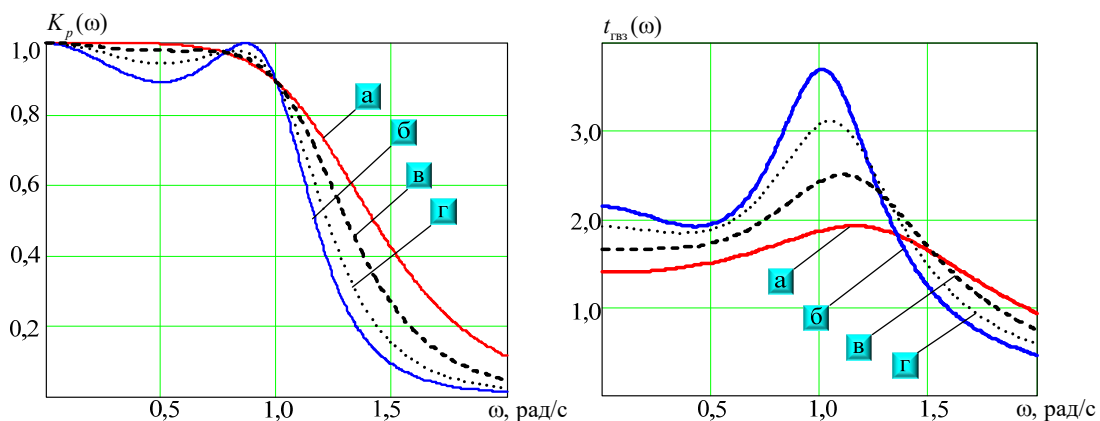 K_p(ω)
1,0
0,8
0,6
0,4
0,2
а
б
в
г
0,5
1,0
1,5
ω, рад/с
t_гвз(ω)
3,0
2,0
1,0
а
б
в
г
0,5
1,0
1,5
ω, рад/с